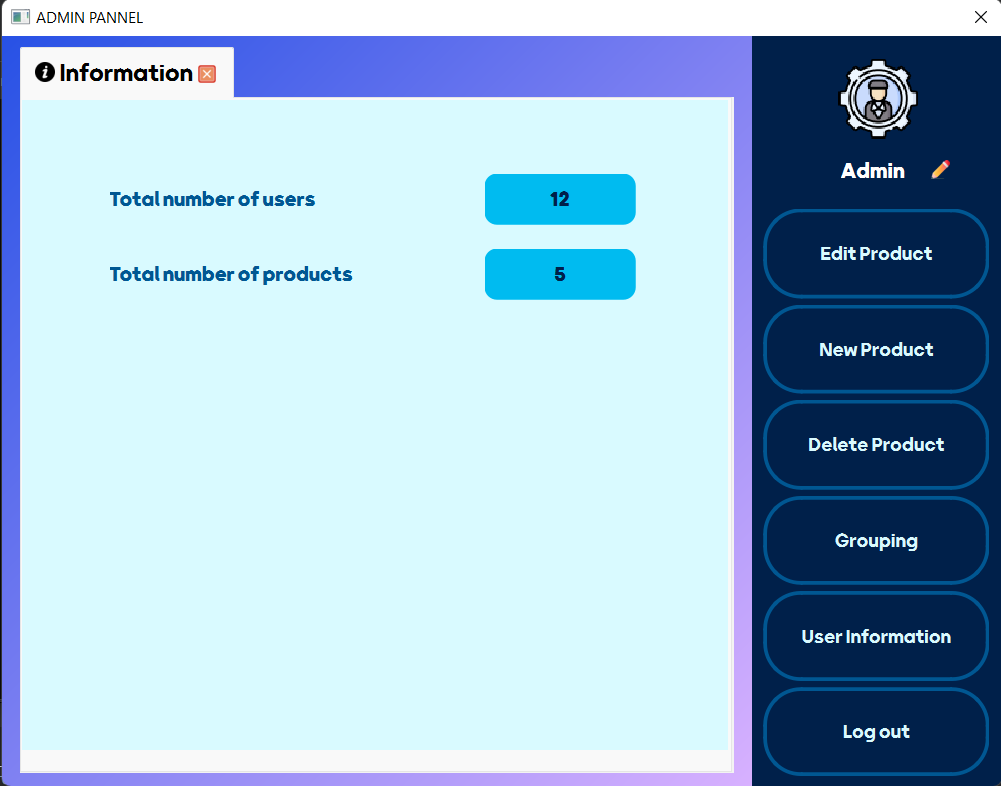 ADMIN PANNEL
Information
Total number of users
12
Total number of products
5
Admin
Edit Product
New Product
Delete Product
Grouping
User Information
Log out